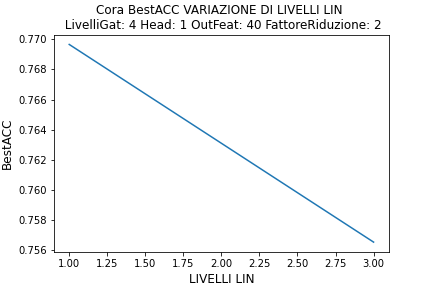 Cora BestACC VARIAZIONE DI LIVELLI LIN
LivelliGat: 4 Head: 1 OutFeat: 40 FattoreRiduzione: 2
0.770
0.768
0.766
0.764
0.762
0.760
0.758
0.756
BestACC
1.00 1.25 1.50 1.75 2.00 2.25 2.50 2.75 3.00
LIVELLI LIN